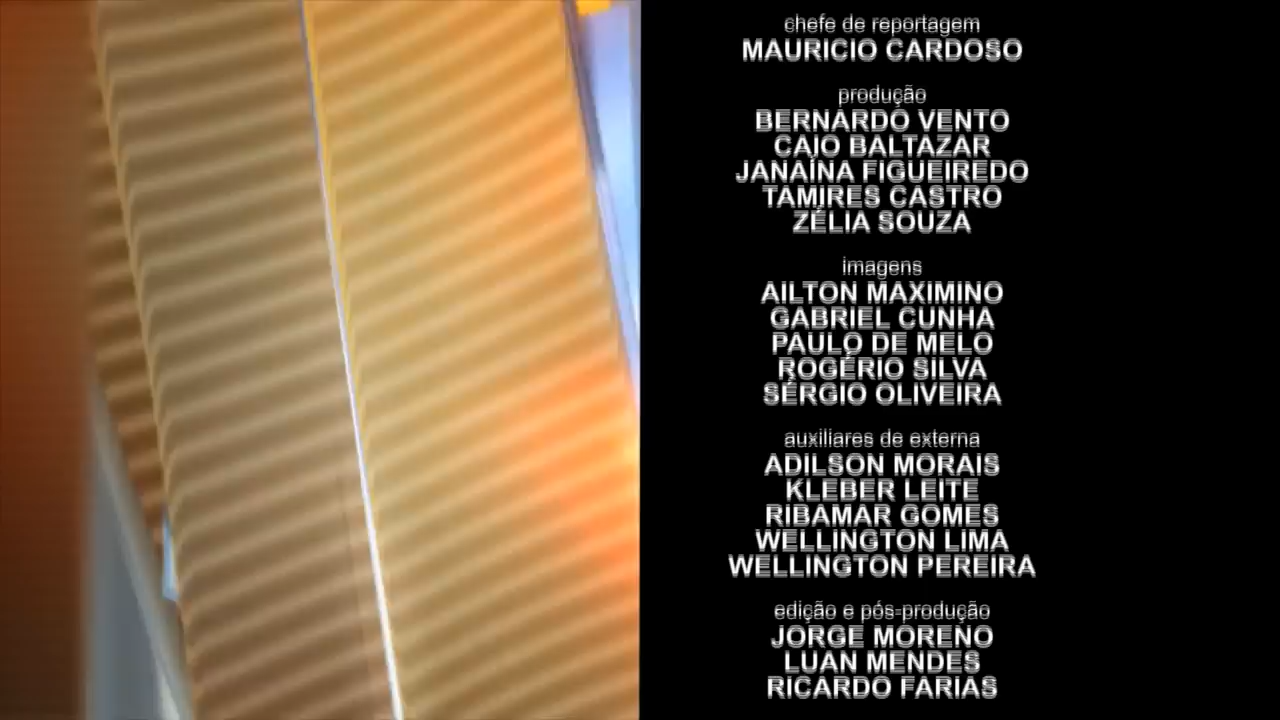 chefe de reportagem
MAURICIO CARDOSO
produção
BERNARDO VENTO
CAIO BALTAZAR
JANAÍNA FIGUEIREDO
TAMIRES CASTRO
ZÉLIA SOUZA
imagens
AILTON MAXIMINO
GABRIEL CUNHA
PAULO DE MELO
ROGÉRIO SILVA
SÉRGIO OLIVEIRA
auxiliares de externa
ADILSON MORAIS
KLEBER LEITE
RIBAMAR GOMES
WELLINGTON LIMA
WELLINGTON PEREIRA
edição e pós-produção
JORGE MORENO
LUAN MENDES
RICARDO FARIAS